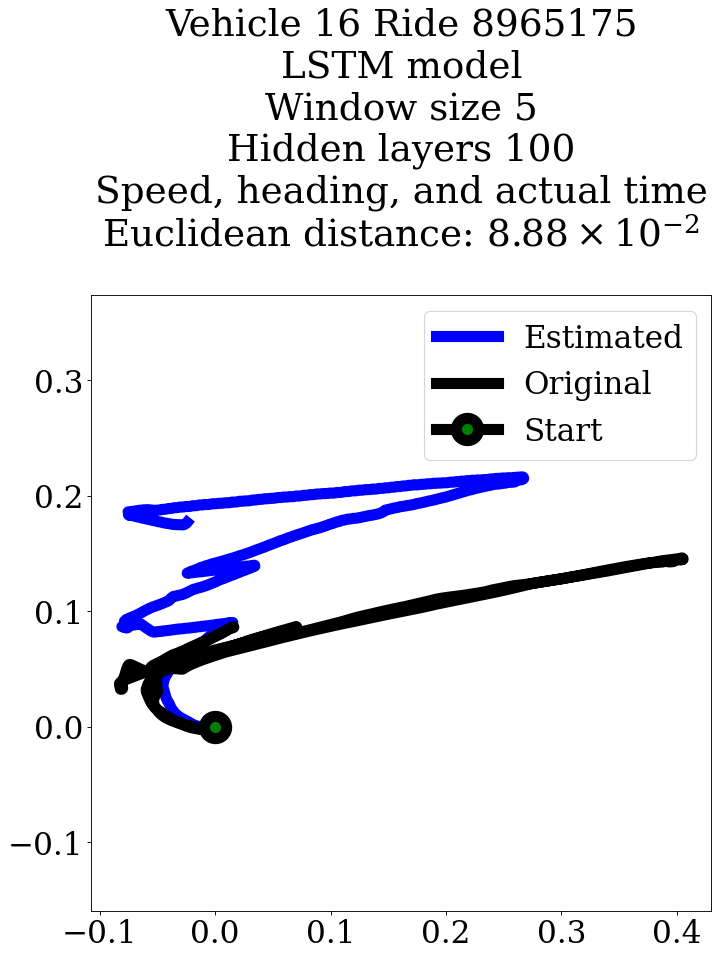 Vehicle 16 Ride 8965175
LSTM model
Window size 5
Hidden layers 100
Speed, heading, and actual time
Euclidean distance: 8.88 × 10⁻²
Estimated
Original
Start
0.3
0.2
0.1
0.0
−0.1
−0.1 0.0 0.1 0.2 0.3 0.4